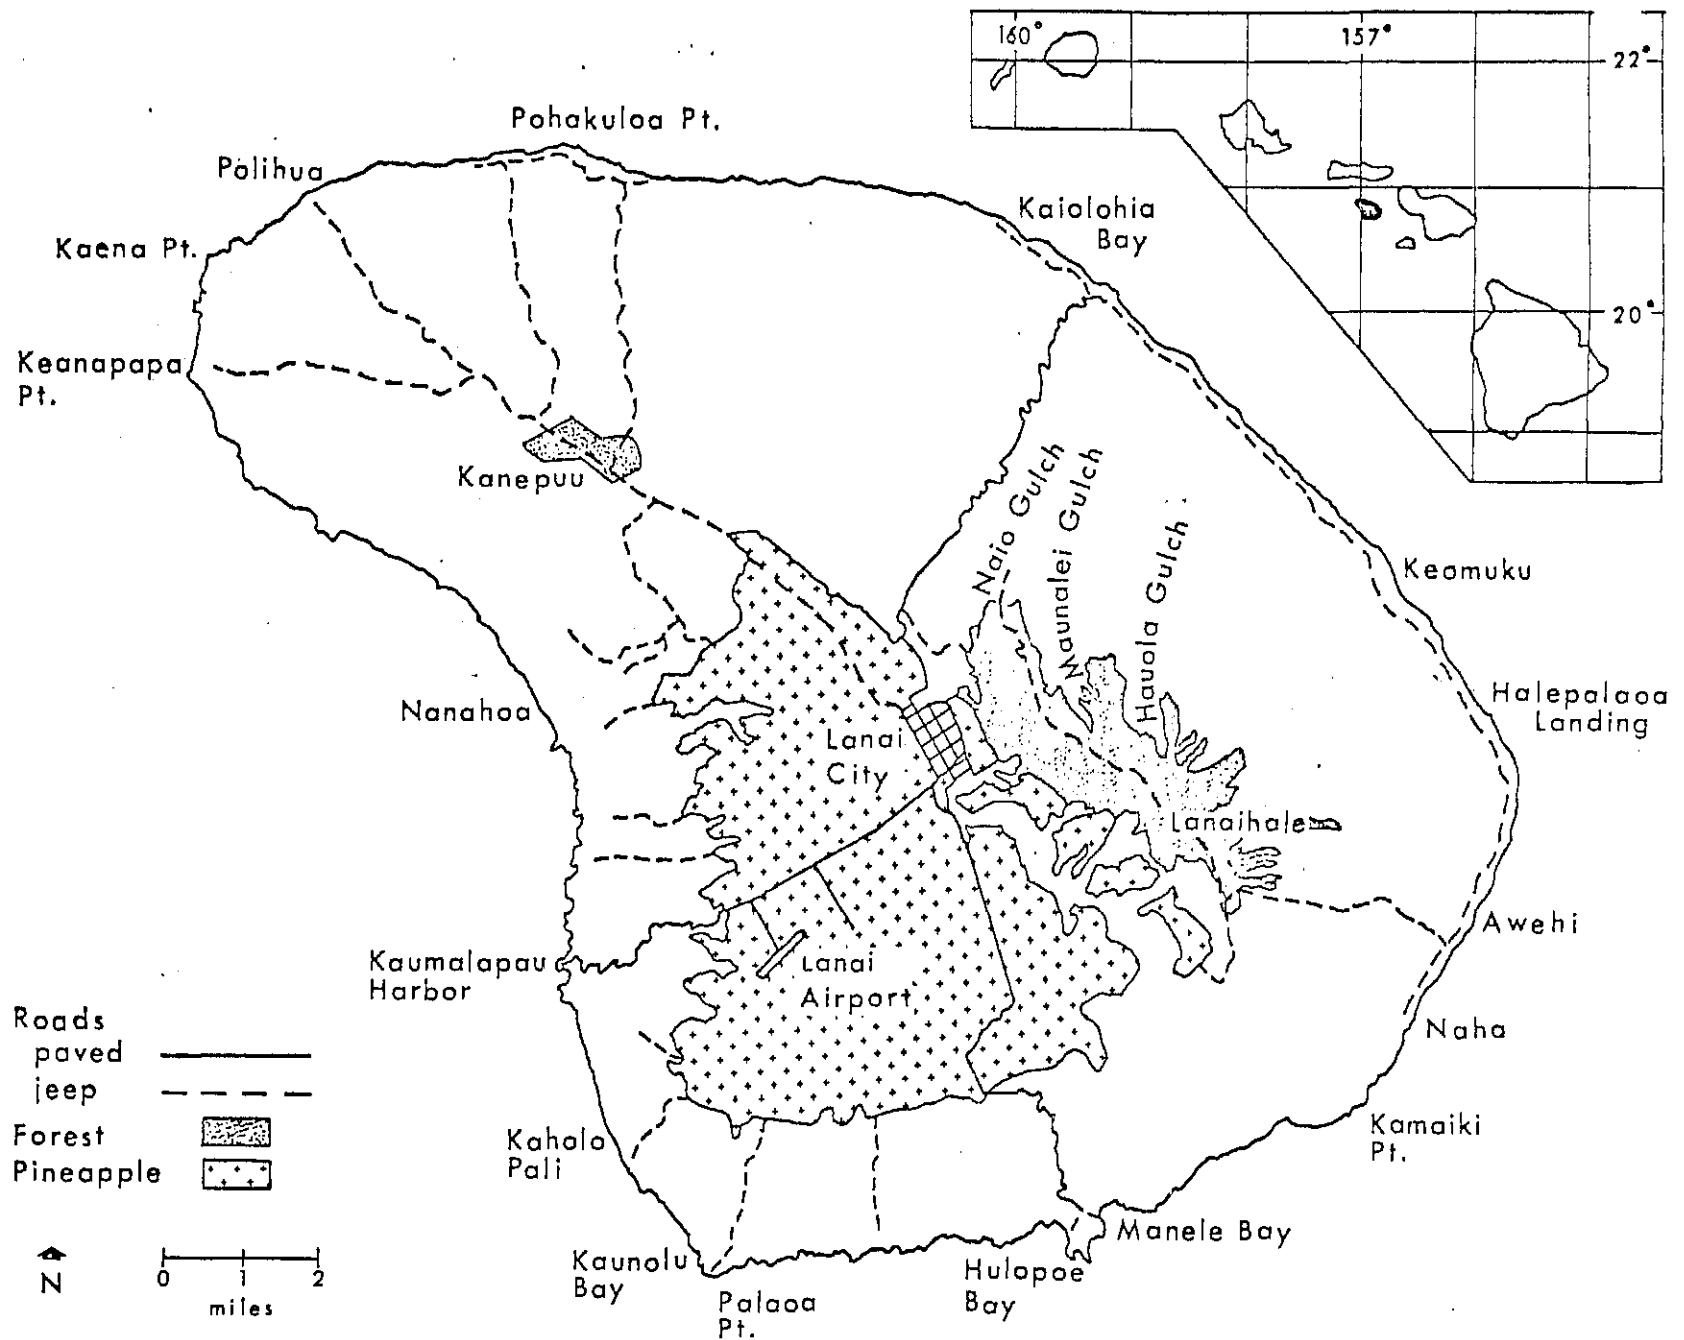 160°
157°
22°
20°
Pohakuloa Pt.
Polihua
Kaiolohia
Bay
Kaena Pt.
Keanapapa
Pt.
Kanepuu
Naio Gulch
Maunalei Gulch
Hauola Gulch
Keomuku
Nanahoa
Halepalaoa
Landing
Lanai
City
Lanaihale
Awehi
Kaumalapau
Harbor
Lanai
Airport
Naha
Roads
paved
jeep
Forest
Pineapple
Kaholo
Pali
Kamaiki
Pt.
N
0 1 2
miles
Kaunolu
Bay
Palaoa
Pt.
Hulopoe
Bay
Manele Bay